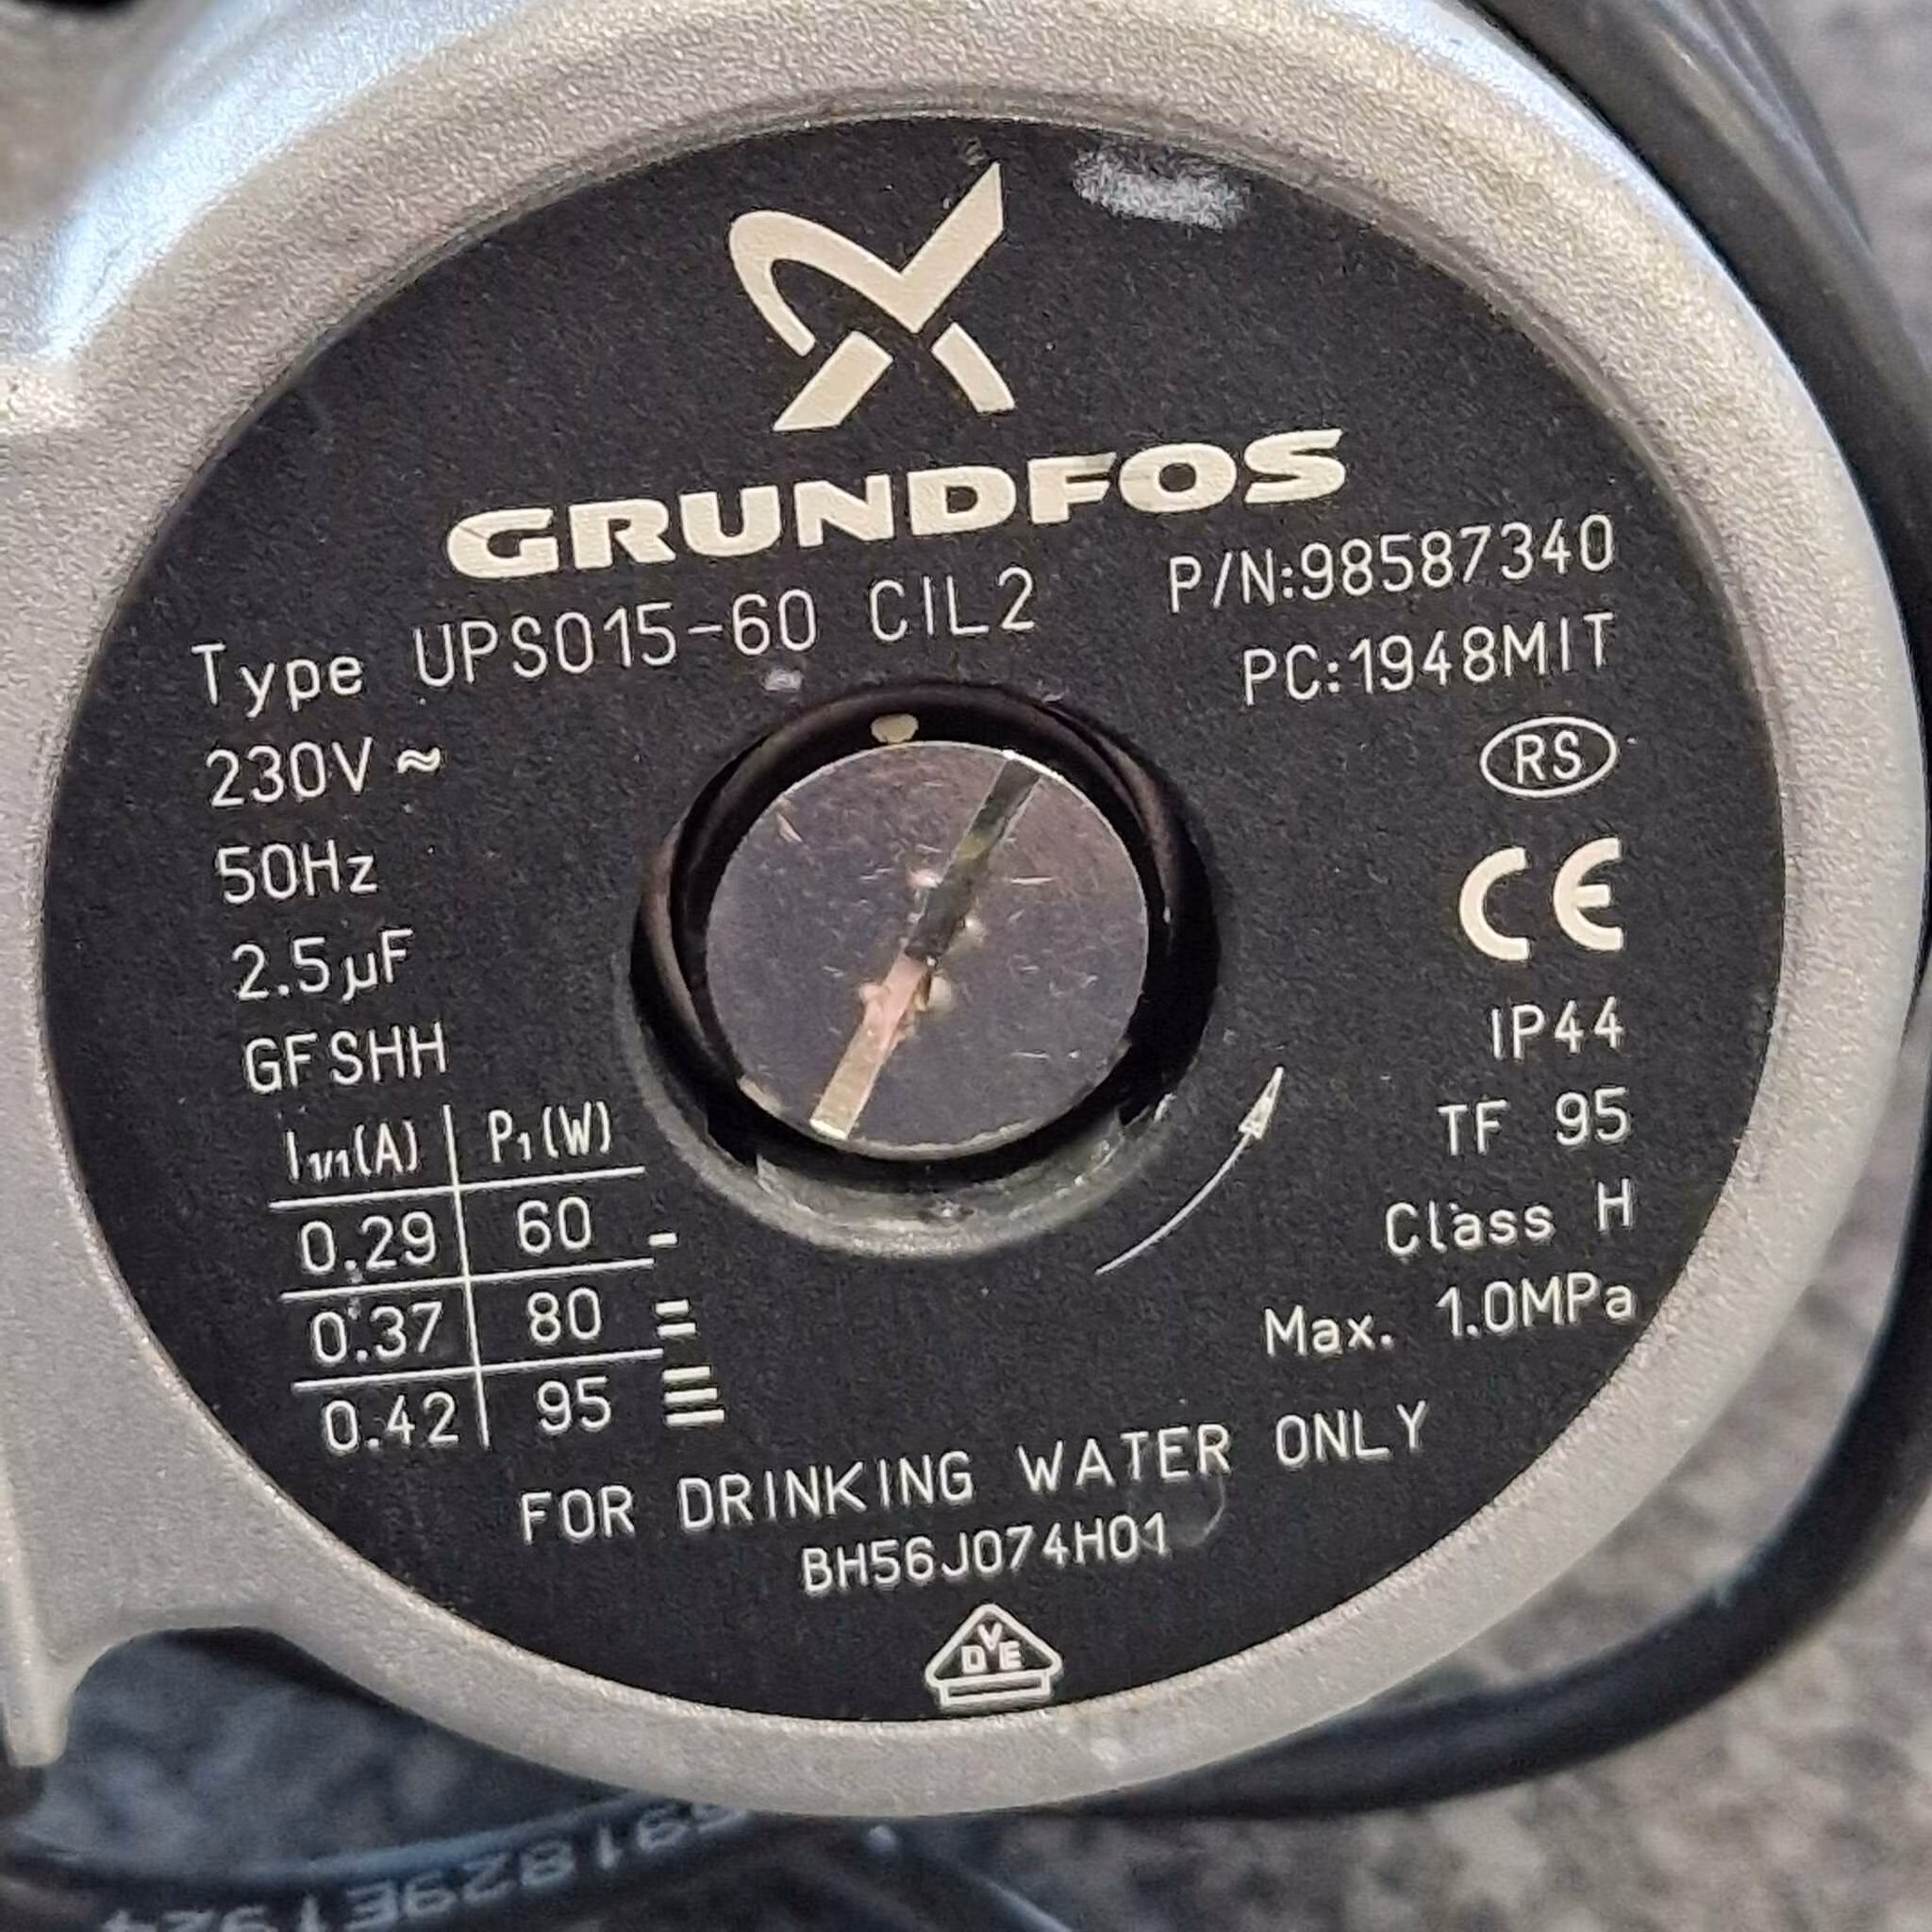 GRUNDFOS
Type UPS015-60 CIL2
P/N:98587340
PC:1948MIT
230V ≈
50Hz
2.5µF
GFSHH
I1/1(A) P1(W)
0.29 60
0.37 80
0.42 95
RS
CE
IP44
TF 95
Class H
Max. 1.0MPa
FOR DRINKING WATER ONLY
BH56J074H01
VDE